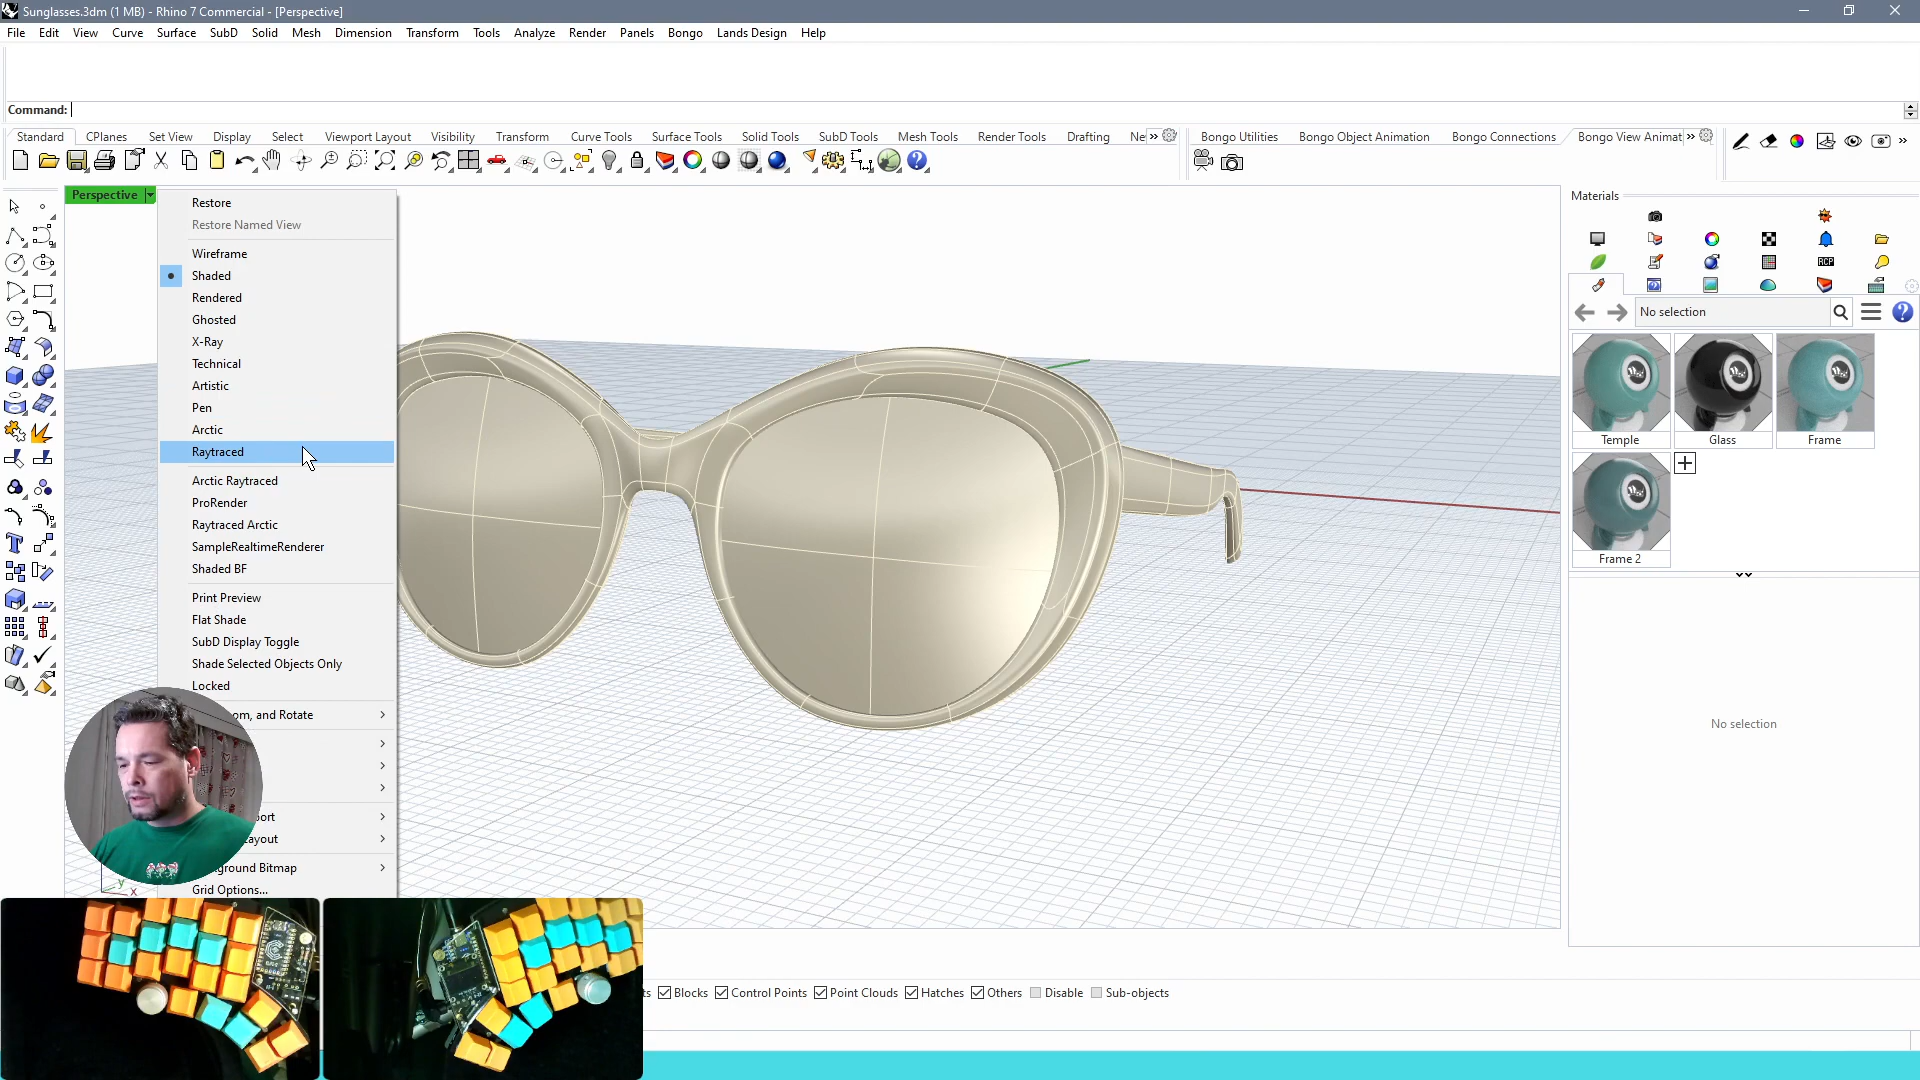 Sunglasses.3dm (1 MB) - Rhino 7 Commercial - [Perspective]
File Edit View Curve Surface SubD Solid Mesh Dimension Transform Tools Analyze Render Panels Bongo Lands Design Help
Command:
Standard CPlanes Set View Display Select Viewport Layout Visibility Transform Curve Tools Surface Tools Solid Tools SubD Tools Mesh Tools Render Tools Drafting Ne
Bongo Utilities Bongo Object Animation Bongo Connections Bongo View Animat
Perspective
Restore
Restore Named View
Wireframe
Shaded
Rendered
Ghosted
X-Ray
Technical
Artistic
Pen
Arctic
Raytraced
Arctic Raytraced
ProRender
Raytraced Arctic
SampleRealtimeRenderer
Shaded BF
Print Preview
Flat Shade
SubD Display Toggle
Shade Selected Objects Only
Locked
om, and Rotate
port
ayout
ground Bitmap
Grid Options...
y
x
Materials
RCP
No selection
Temple Glass Frame
Frame 2
No selection
ts Blocks Control Points Point Clouds Hatches Others Disable Sub-objects